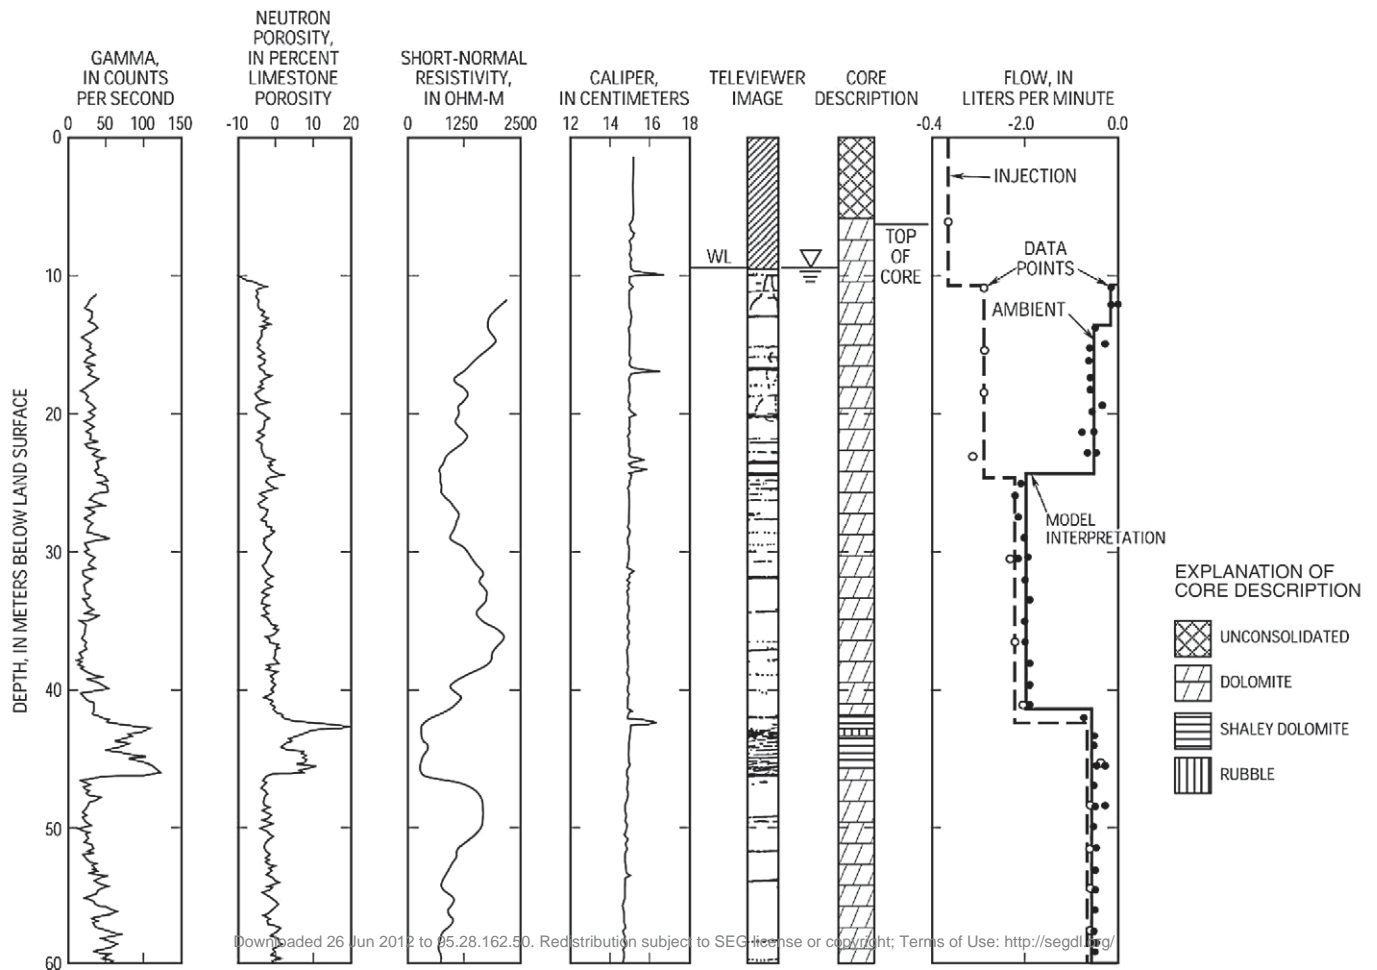 GAMMA,
IN COUNTS
PER SECOND
0 50 100 150
NEUTRON
POROSITY,
IN PERCENT
LIMESTONE
POROSITY
-10 0 10 20
SHORT-NORMAL
RESISTIVITY,
IN OHM-M
0 1250 2500
CALIPER,
IN CENTIMETERS
12 14 16 18
TELEVIEWER
IMAGE
CORE
DESCRIPTION
FLOW, IN
LITERS PER MINUTE
-0.4 -2.0 0.0
DEPTH, IN METERS BELOW LAND SURFACE
0
10
20
30
40
50
60
WL
TOP
OF
CORE
INJECTION
DATA
POINTS
AMBIENT
MODEL
INTERPRETATION
EXPLANATION OF
CORE DESCRIPTION
UNCONSOLIDATED
DOLOMITE
SHALEY DOLOMITE
RUBBLE
Downloaded 26 Jun 2012 to 95.28.162.50. Redistribution subject to SEG license or copyright; Terms of Use: http://segdl.org/